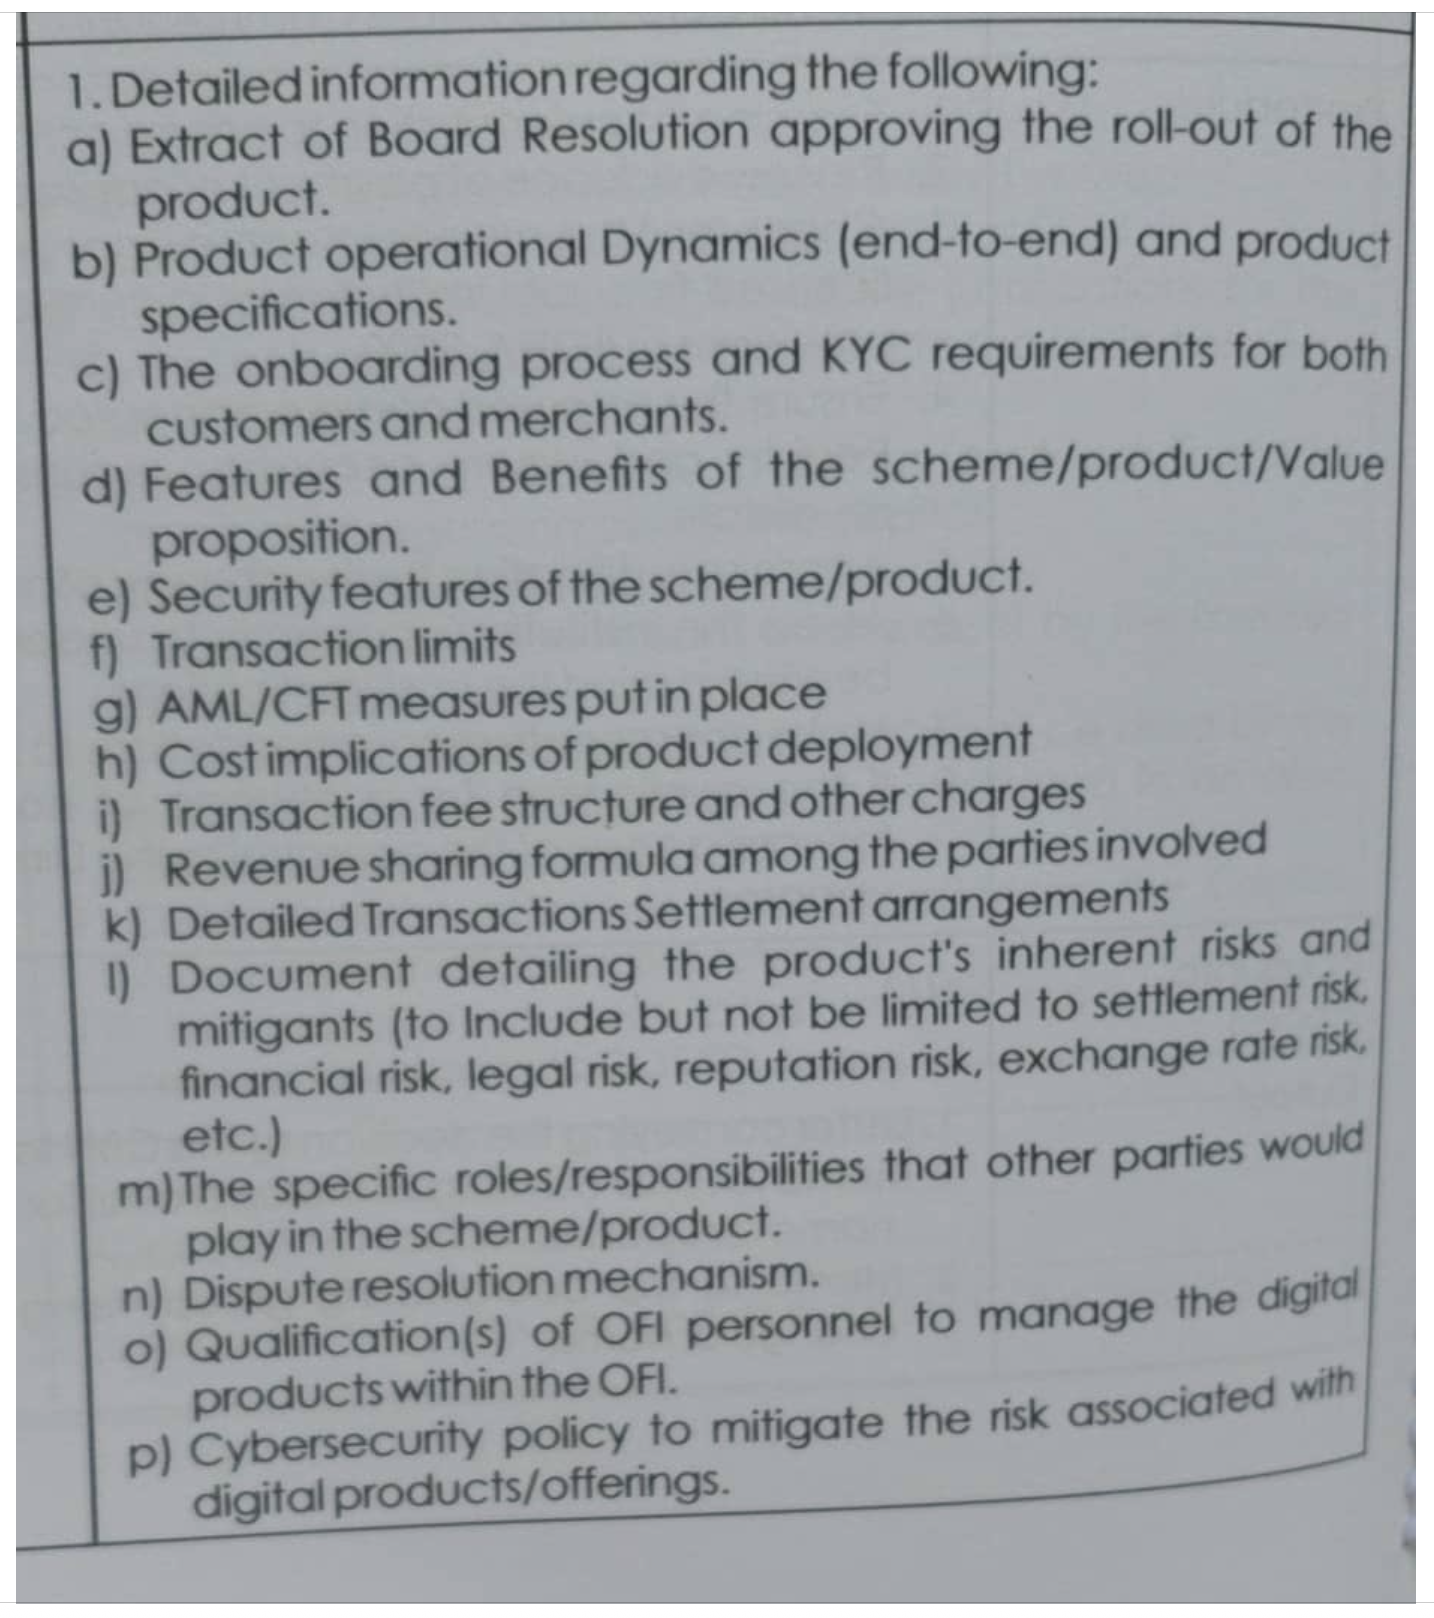 1. Detailed information regarding the following:
a) Extract of Board Resolution approving the roll-out of the
product.
b) Product operational Dynamics (end-to-end) and product
specifications.
c) The onboarding process and KYC requirements for both
customers and merchants.
d) Features and Benefits of the scheme/product/Value
proposition.
e) Security features of the scheme/product.
f) Transaction limits
g) AML/CFT measures put in place
h) Cost implications of product deployment
i) Transaction fee structure and other charges
j) Revenue sharing formula among the parties involved
k) Detailed Transactions Settlement arrangements
l) Document detailing the product's inherent risks and
mitigants (to Include but not be limited to settlement risk,
financial risk, legal risk, reputation risk, exchange rate risk,
etc.)
m) The specific roles/responsibilities that other parties would
play in the scheme/product.
n) Dispute resolution mechanism.
o) Qualification(s) of OFI personnel to manage the digital
products within the OFI.
p) Cybersecurity policy to mitigate the risk associated with
digital products/offerings.